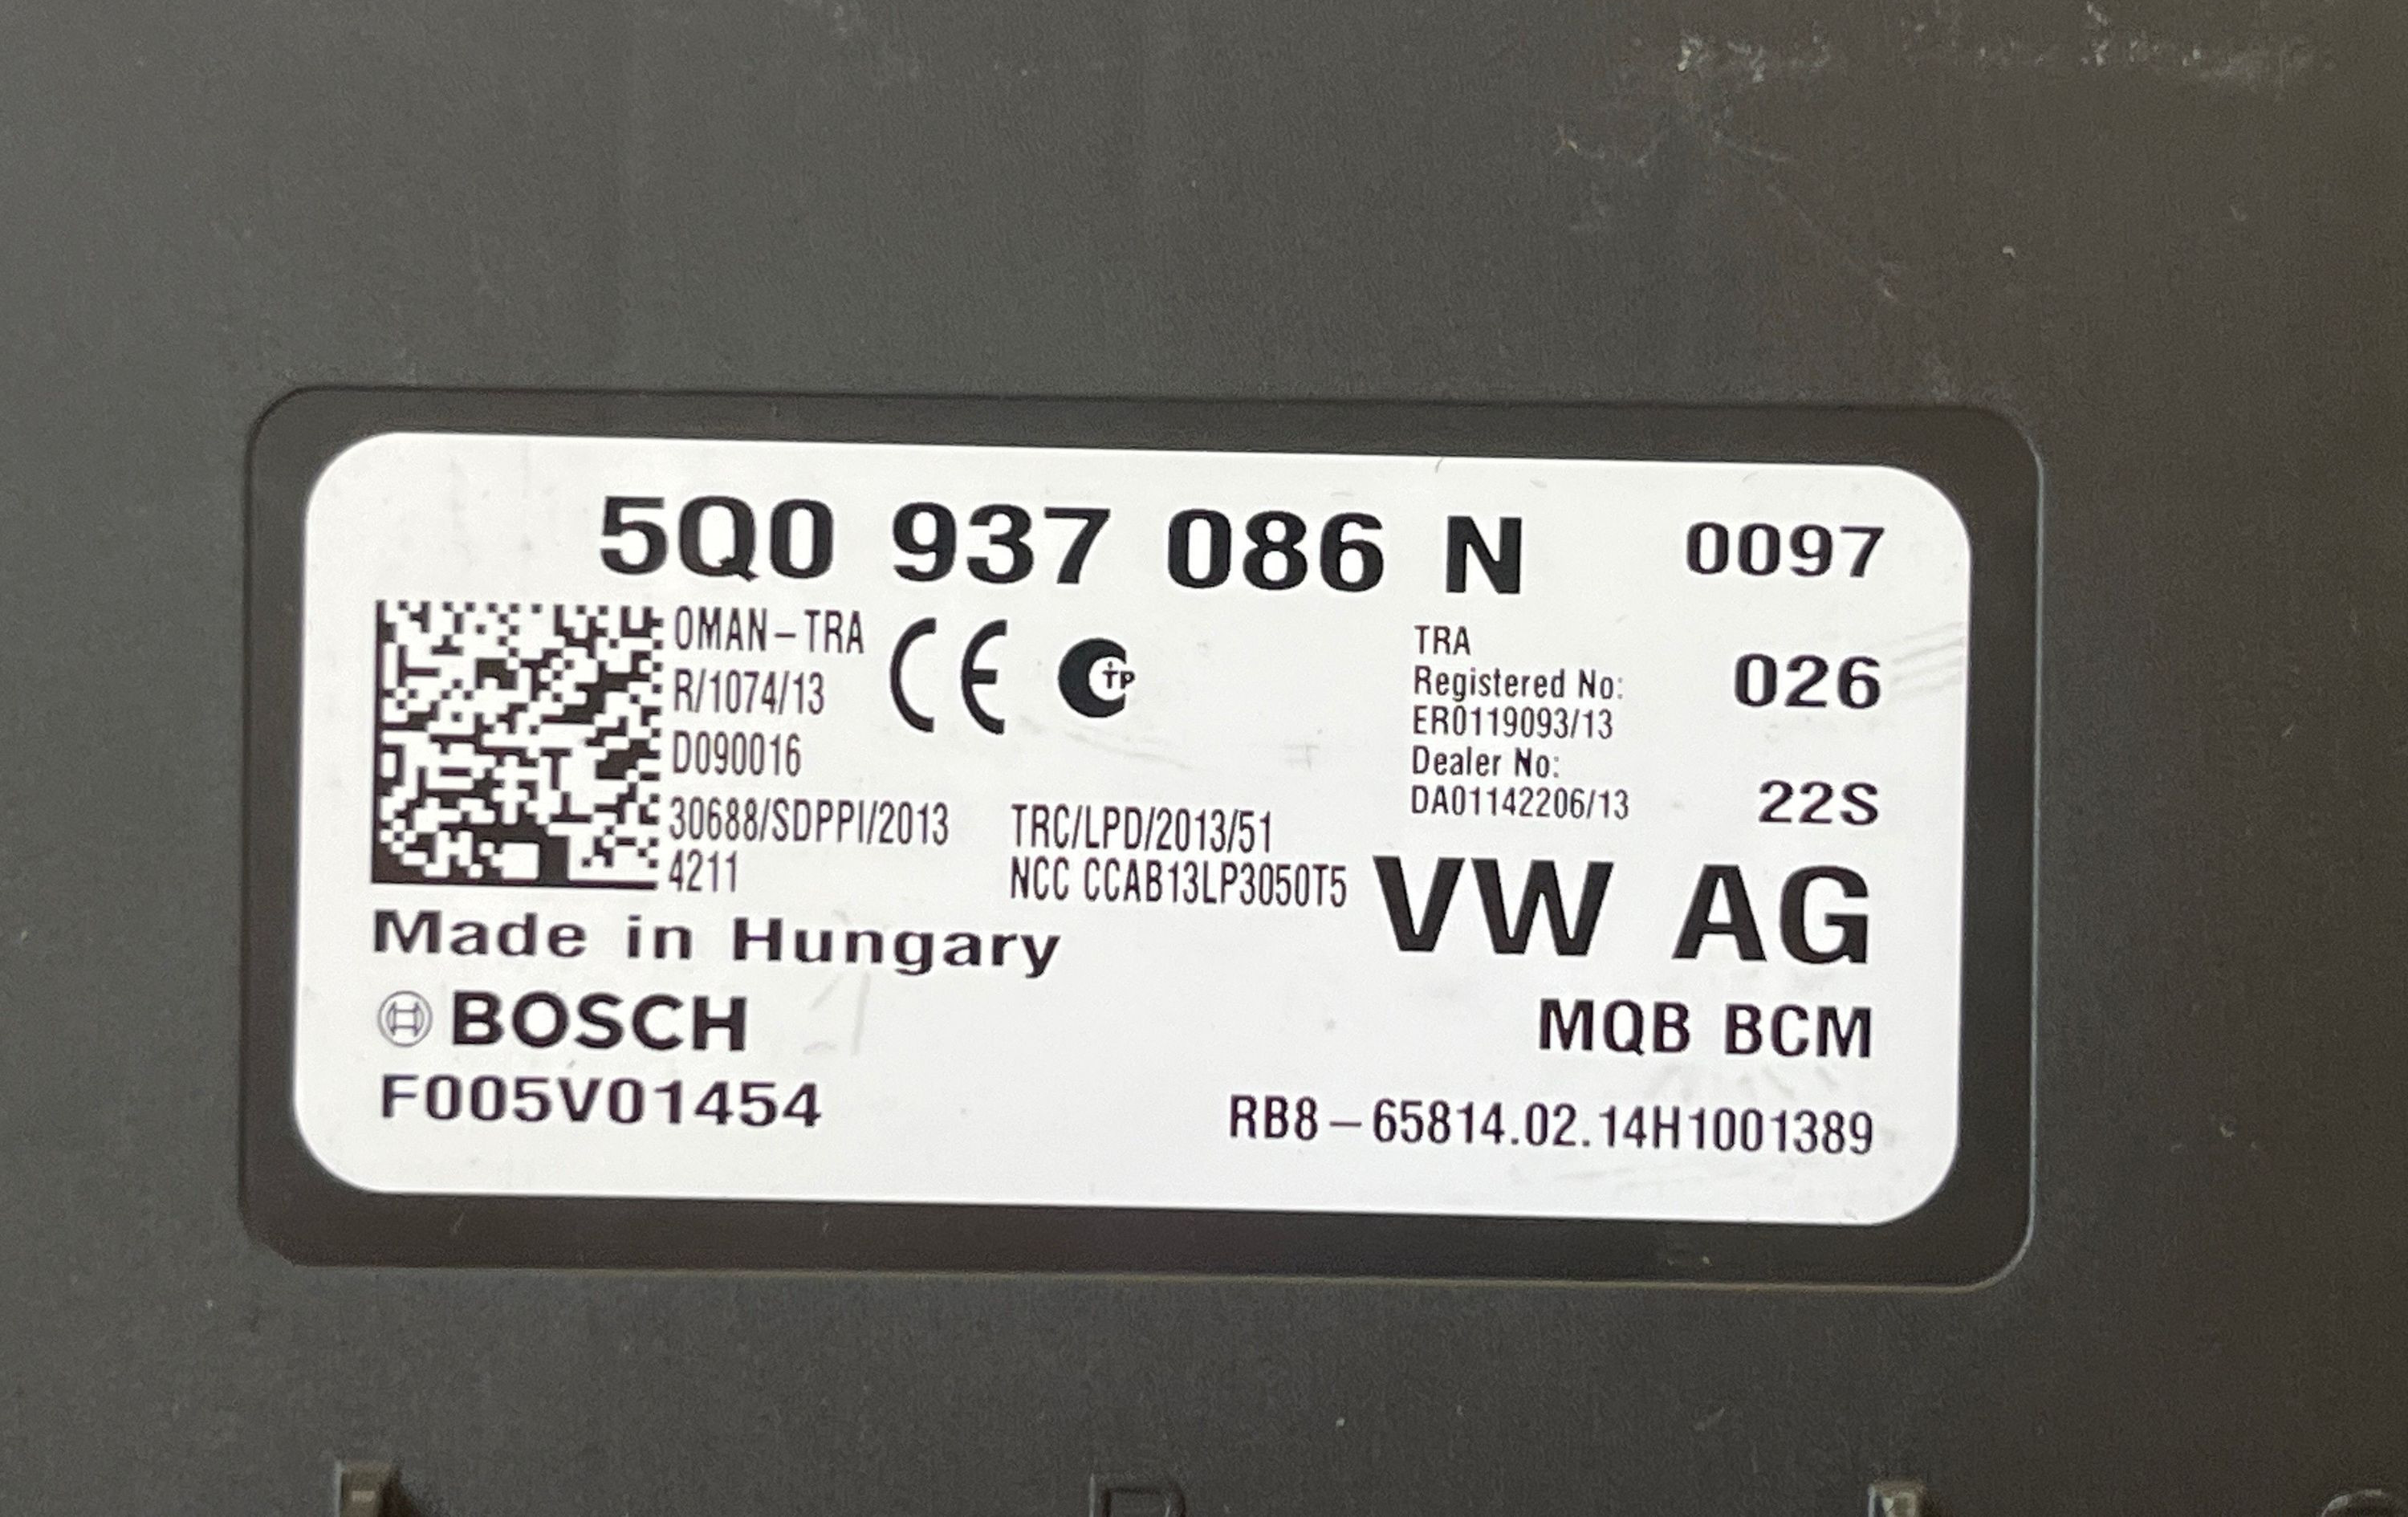 5Q0 937 086 N 0097
OMAN-TRA
R/1074/13
D090016
30688/SDPPI/2013
4211
CE
TP
TRC/LPD/2013/51
NCC CCAB13LP3050T5
TRA
Registered No:
ER0119093/13
Dealer No:
DA01142206/13
026
22S
VW AG
Made in Hungary
BOSCH
MQB BCM
F005V01454
RB8-65814.02.14H1001389